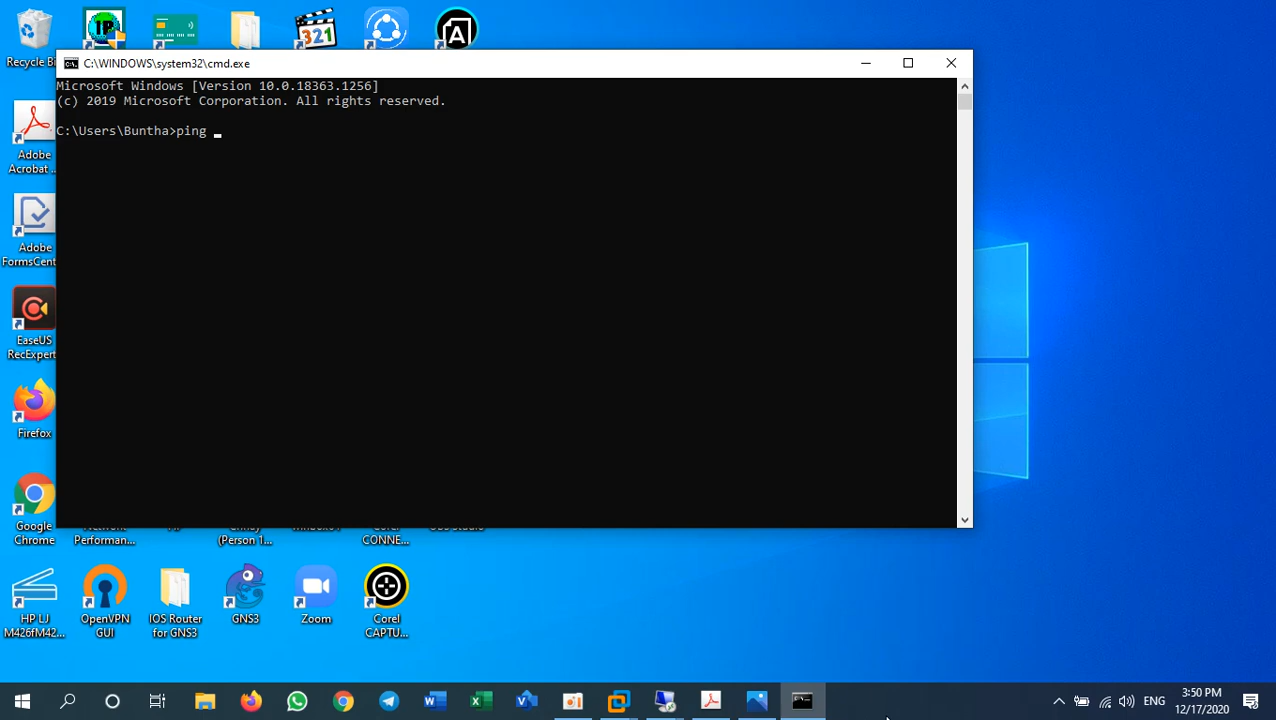 Recycle Bi
C:\WINDOWS\system32\cmd.exe
Microsoft Windows [Version 10.0.18363.1256]
(c) 2019 Microsoft Corporation. All rights reserved.
C:\Users\Buntha>ping _
IP
321
Adobe
Acrobat ...
Adobe
FormsCent
EaseUS
RecExpert
Firefox
Google
Chrome
Performan...
(Person 1...
CONNE...
HP LJ
M426fM42...
OpenVPN
GUI
IOS Router
for GNS3
GNS3
Zoom
Corel
CAPTU...
ENG
3:50 PM
12/17/2020